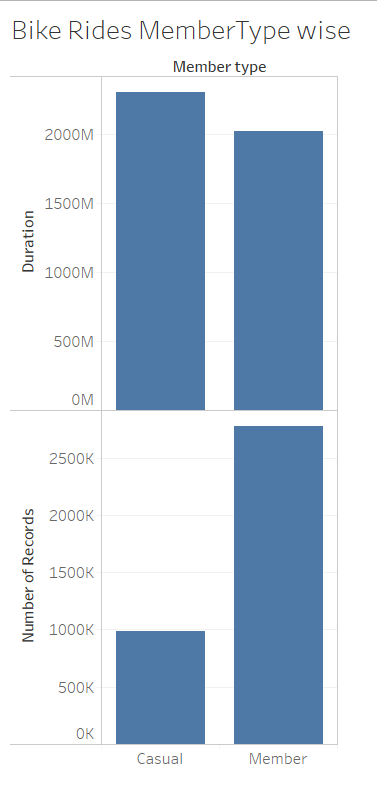 Bike Rides MemberType wise
Member type
Duration
2000M
1500M
1000M
500M
0M
Number of Records
2500K
2000K
1500K
1000K
500K
0K
Casual Member